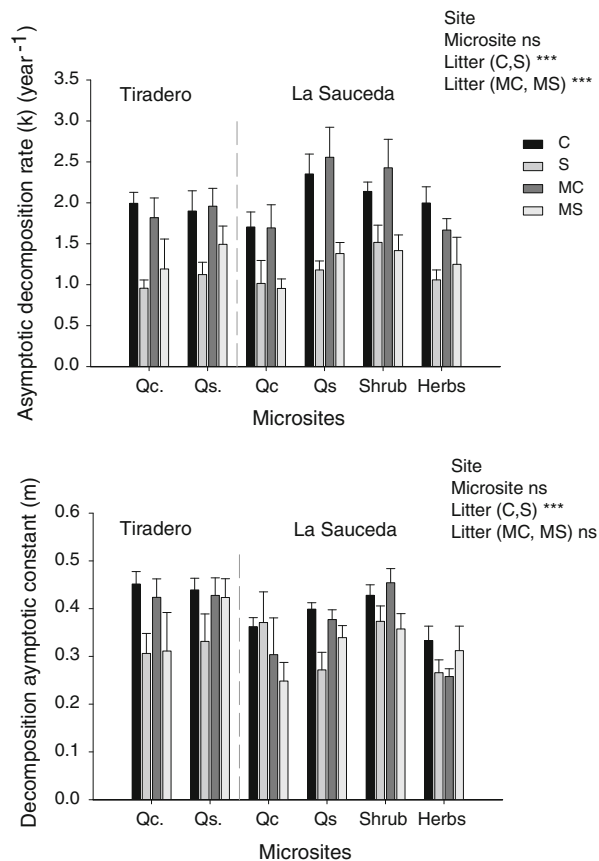 Site
Microsite ns
Litter (C,S) ***
Litter (MC, MS) ***
Asymptotic decomposition rate (k) (year -1)
3.5
3.0
2.5
2.0
1.5
1.0
0.5
0.0
Tiradero
La Sauceda
C
S
MC
MS
Qc.
Qs.
Qc
Qs
Shrub
Herbs
Microsites
Site
Microsite ns
Litter (C,S) ***
Litter (MC, MS) ns
Decomposition aymptotic constant (m)
0.6
0.5
0.4
0.3
0.2
0.1
0.0
Tiradero
La Sauceda
Qc.
Qs.
Qc
Qs
Shrub
Herbs
Microsites